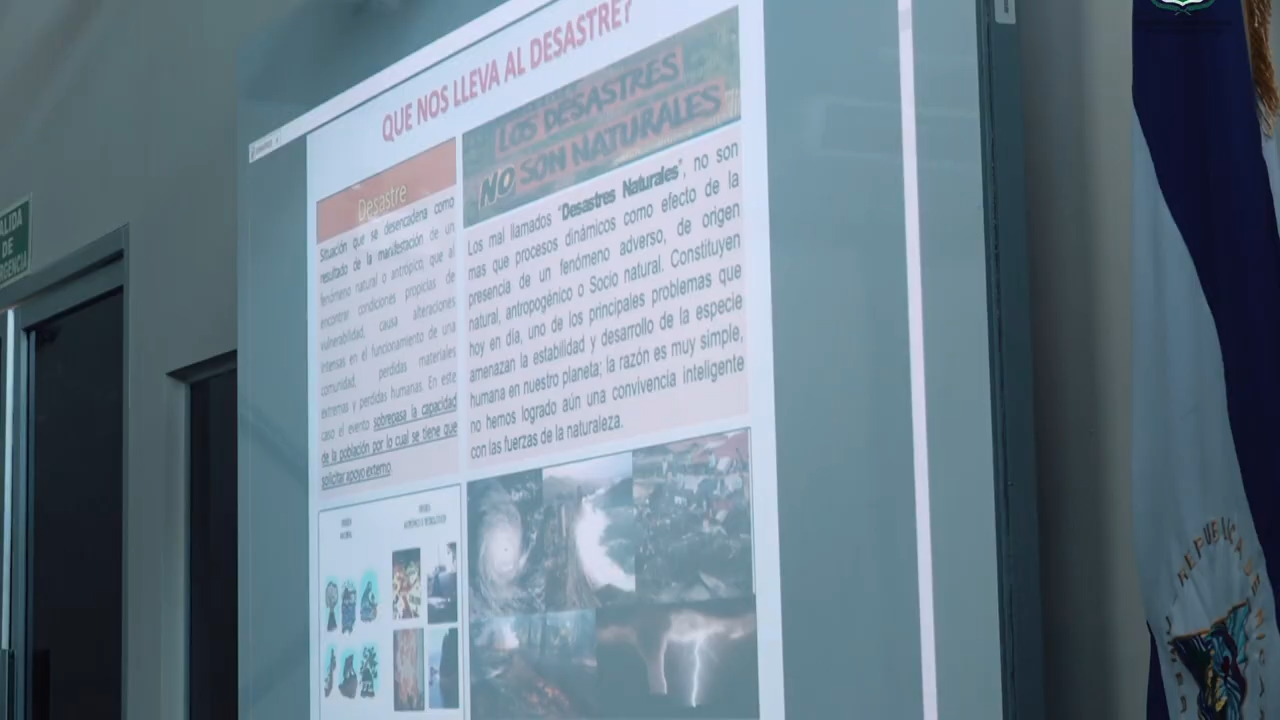 QUE NOS LLEVA AL DESASTRE?
Desastre
Situación que se desencadena como
resultado de la manifestación de un
fenómeno natural o antrópico, que al
encontrar condiciones propicias de
vulnerabilidad, causa alteraciones
intensas en el funcionamiento de una
comunidad, perdidas materiales
extremas y perdidas humanas. En este
caso el evento sobrepasa la capacidad
de la población por lo cual se tiene que
solicitar apoyo externo
LOS DESASTRES
NO SON NATURALES
Los mal llamados "Desastres Naturales", no son
mas que procesos dinámicos como efecto de la
presencia de un fenómeno adverso, de origen
natural, antropogénico o Socio natural. Constituyen
hoy en día, uno de los principales problemas que
amenazan la estabilidad y desarrollo de la especie
humana en nuestro planeta; la razón es muy simple,
no hemos logrado aún una convivencia inteligente
con las fuerzas de la naturaleza.
DE
REPUBLICA DE